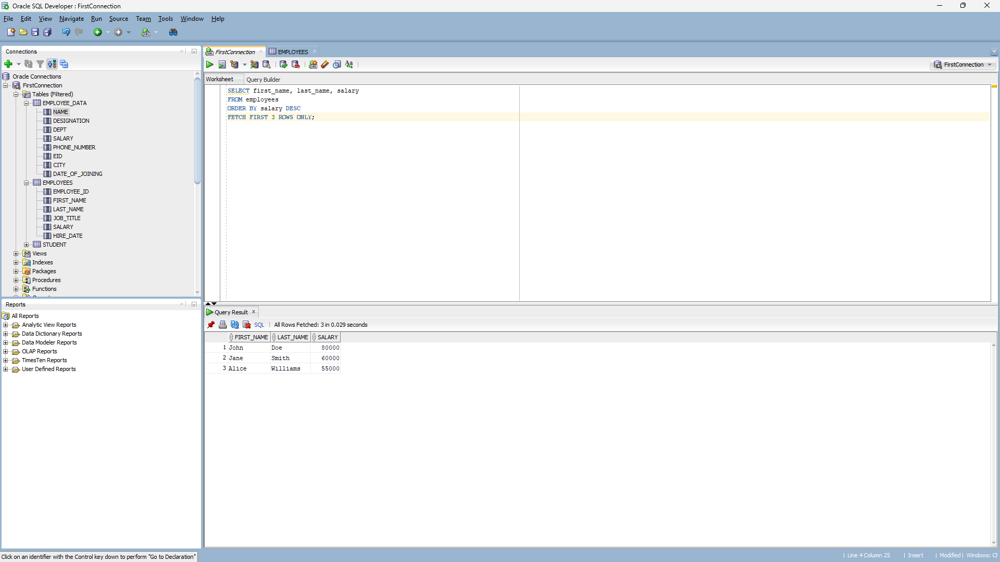 Oracle SQL Developer : FirstConnection
File Edit View Navigate Run Source Team Tools Window Help
Connections
Oracle Connections
FirstConnection
Tables (Filtered)
EMPLOYEE_DATA
NAME
DESIGNATION
DEPT
SALARY
PHONE_NUMBER
EID
CITY
DATE_OF_JOINING
EMPLOYEES
EMPLOYEE_ID
FIRST_NAME
LAST_NAME
JOB_TITLE
SALARY
HIRE_DATE
STUDENT
Views
Indexes
Packages
Procedures
Functions
Reports
All Reports
Analytic View Reports
Data Dictionary Reports
Data Modeler Reports
OLAP Reports
TimesTen Reports
User Defined Reports
FirstConnection EMPLOYEES
FirstConnection
Worksheet Query Builder
SELECT first_name, last_name, salary
FROM employees
ORDER BY salary DESC
FETCH FIRST 3 ROWS ONLY;
Query Result
SQL All Rows Fetched: 3 in 0.029 seconds
FIRST_NAME LAST_NAME SALARY
1 John Doe 80000
2 Jane Smith 60000
3 Alice Williams 55000
Click on an identifier with the Control key down to perform "Go to Declaration"
Line 4 Column 25 Insert Modified Windows: